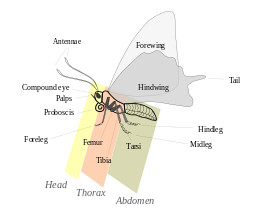 Antennae
Forewing
Tail
Compound eye
Hindwing
Palps
Proboscis
Hindleg
Foreleg
Femur
Tarsi
Midleg
Tibia
Head
Thorax
Abdomen